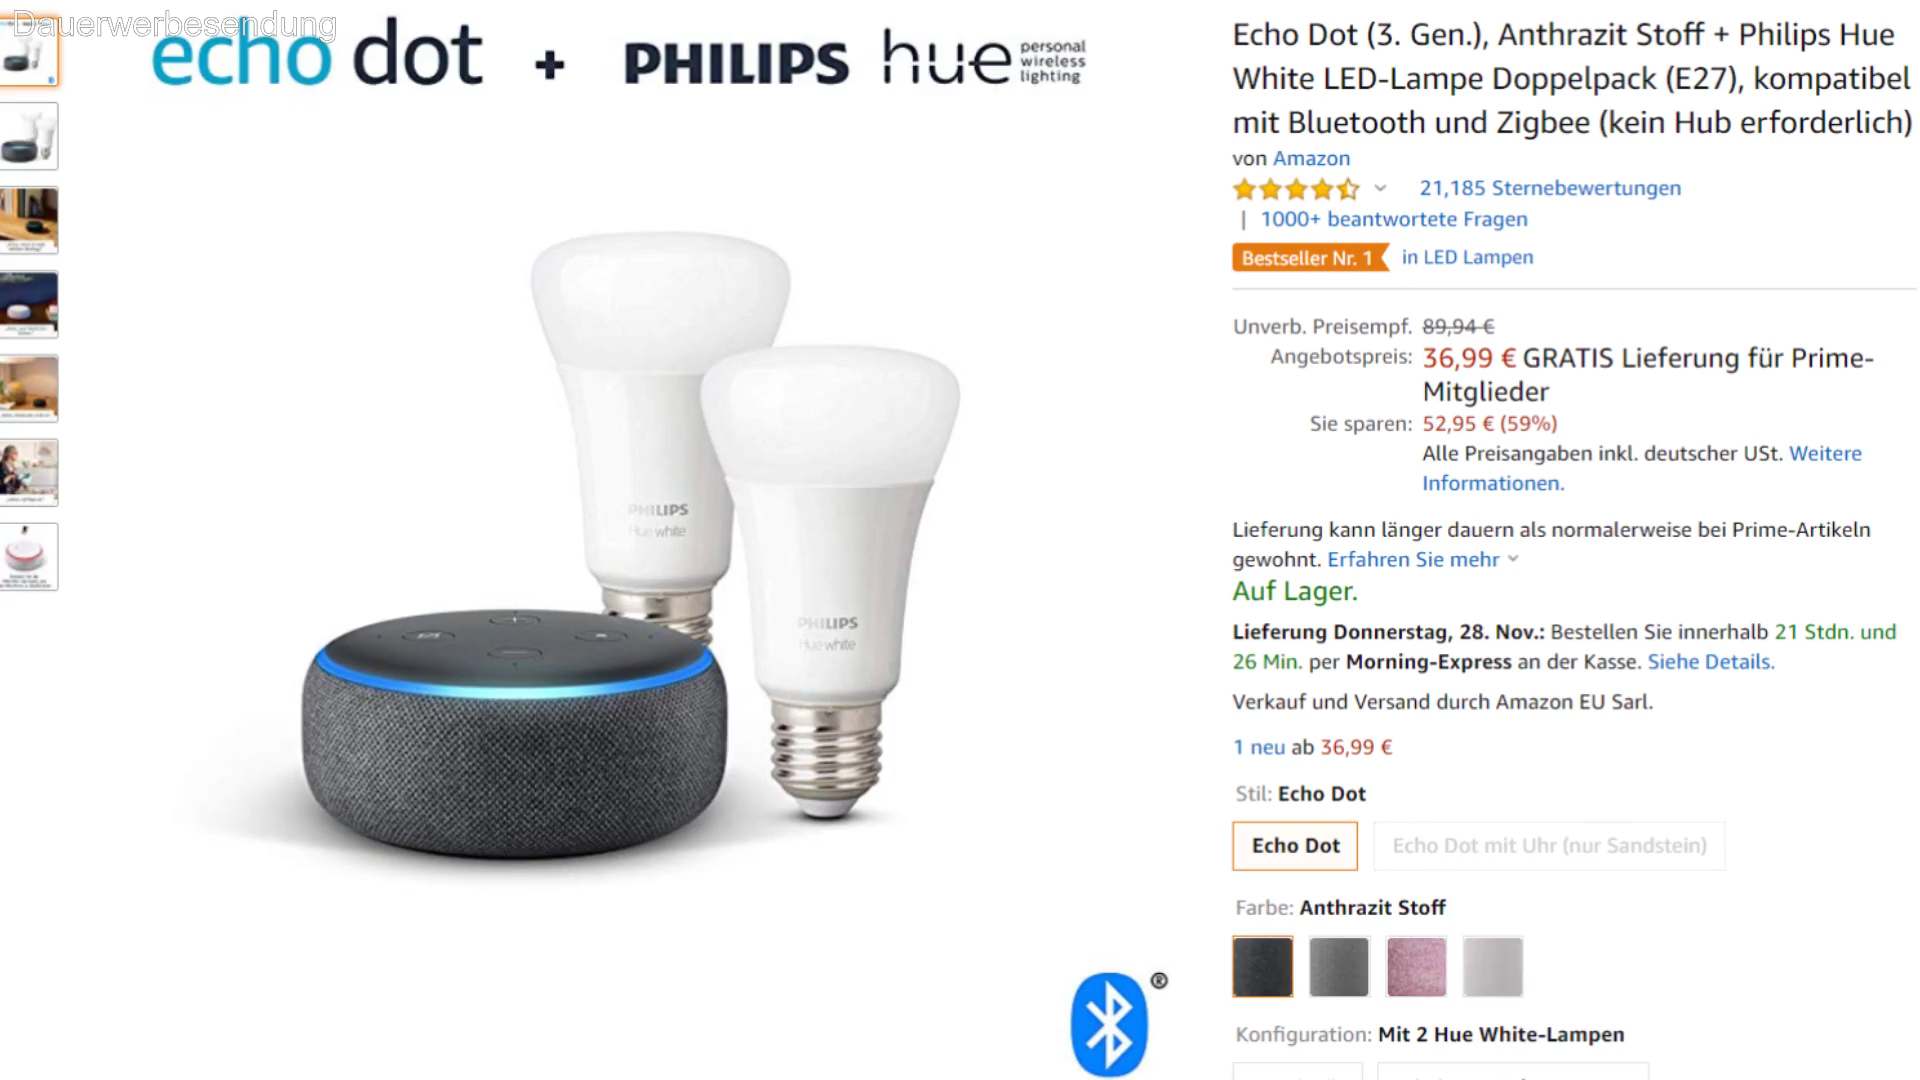 Dauerwerbesendung
echo dot + PHILIPS hue personal wireless lighting
PHILIPS
Hue white
PHILIPS
Hue white
®
Echo Dot (3. Gen.), Anthrazit Stoff + Philips Hue
White LED-Lampe Doppelpack (E27), kompatibel
mit Bluetooth und Zigbee (kein Hub erforderlich)
von Amazon
21,185 Sternebewertungen
| 1000+ beantwortete Fragen
Bestseller Nr. 1 in LED Lampen
Unverb. Preisempf. 89,94 €
Angebotspreis: 36,99 € GRATIS Lieferung für Prime-
Mitglieder
Sie sparen: 52,95 € (59%)
Alle Preisangaben inkl. deutscher USt. Weitere
Informationen.
Lieferung kann länger dauern als normalerweise bei Prime-Artikeln
gewohnt. Erfahren Sie mehr
Auf Lager.
Lieferung Donnerstag, 28. Nov.: Bestellen Sie innerhalb 21 Stdn. und
26 Min. per Morning-Express an der Kasse. Siehe Details.
Verkauf und Versand durch Amazon EU Sarl.
1 neu ab 36,99 €
Stil: Echo Dot
Echo Dot Echo Dot mit Uhr (nur Sandstein)
Farbe: Anthrazit Stoff
Konfiguration: Mit 2 Hue White-Lampen